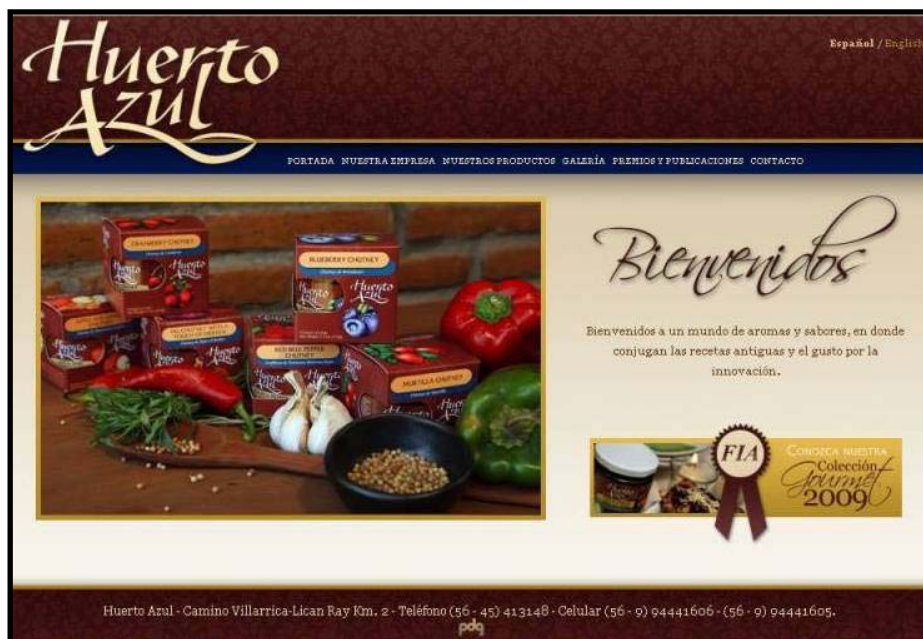 Huerto
Azul
Español / English
PORTADA NUESTRA EMPRESA NUESTROS PRODUCTOS GALERÍA PREMIOS Y PUBLICACIONES CONTACTO
CRANBERRY CHUTNEY
Huerto
Azul
BLUEBERRY CHUTNEY
Huerto
Azul
RED BELL PEPPER
CHUTNEY
MURTILLA CHUTNEY
Bienvenidos
Bienvenidos a un mundo de aromas y sabores, en donde
conjugan las recetas antiguas y el gusto por la
innovación.
FIA
CONOZCA NUESTRA
Colección
Gourmet
2009
Huerto Azul - Camino Villarrica-Lican Ray Km. 2 - Teléfono (56 - 45) 413148 - Celular (56 - 9) 94441606 - (56 - 9) 94441605.
pdq